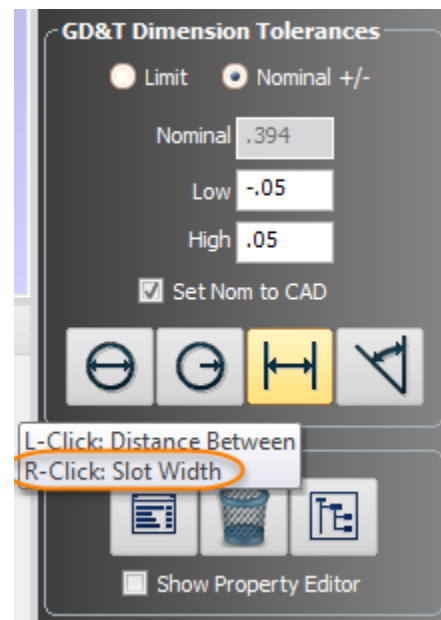 GD&T Dimension Tolerances
Limit Nominal +/-
Nominal .394
Low -.05
High .05
Set Nom to CAD
L-Click: Distance Between
R-Click: Slot Width
Show Property Editor